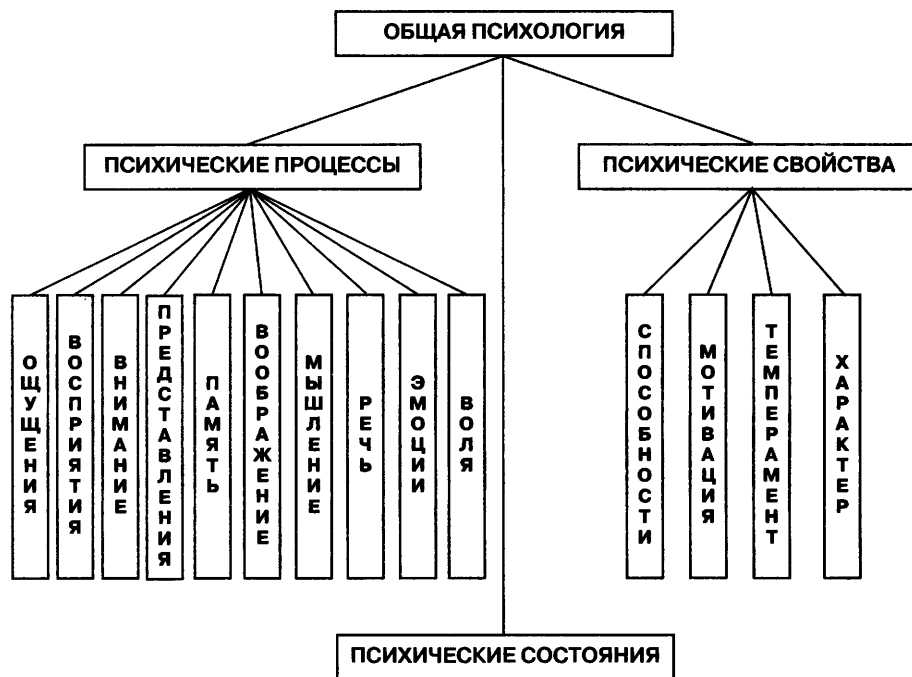 ОБЩАЯ ПСИХОЛОГИЯ
ПСИХИЧЕСКИЕ ПРОЦЕССЫ
ПСИХИЧЕСКИЕ СВОЙСТВА
ОЩУЩЕНИЯ
ВОСПРИЯТИЯ
ВНИМАНИЕ
ПРЕДСТАВЛЕНИЯ
ПАМЯТЬ
ВООБРАЖЕНИЕ
МЫШЛЕНИЕ
РЕЧЬ
ЭМОЦИИ
ВОЛЯ
СПОСОБНОСТИ
МОТИВАЦИЯ
ТЕМПЕРАМЕНТ
ХАРАКТЕР
ПСИХИЧЕСКИЕ СОСТОЯНИЯ